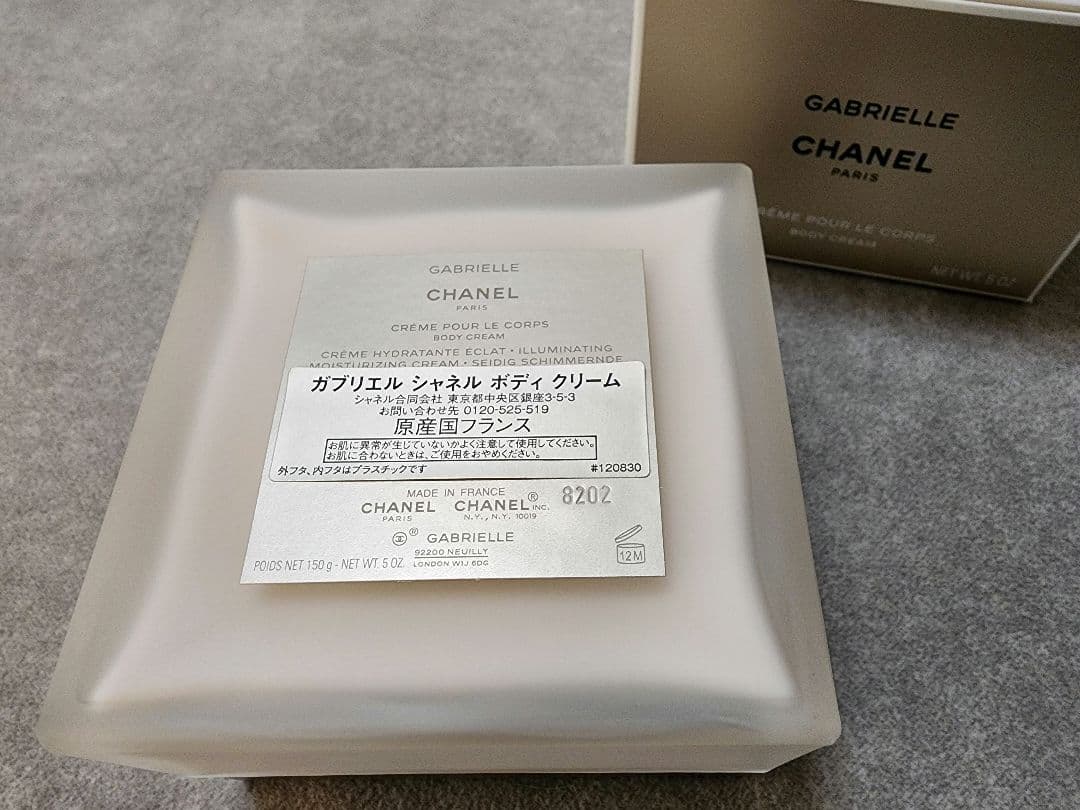 GABRIELLE
CHANEL
PARIS
CRÈME POUR LE CORPS
BODY CREAM
CRÈME HYDRATANTE ÉCLAT • ILLUMINATING
MOISTURIZING CREAM • SEIDIG SCHIMMERNDE
ガブリエル シャネル ボディ クリーム
シャネル合同会社 東京都中央区銀座3-5-3
お問い合わせ先 0120-525-519
原産国フランス
お肌に異常が生じていないかよく注意して使用してください。
お肌に合わないときは、ご使用をおやめください。
外フタ、内フタはプラスチックです #120830
MADE IN FRANCE
CHANEL CHANEL® INC. 8202
PARIS N.Y., N.Y. 10019
® GABRIELLE
92200 NEUILLY
POIDS NET 150 g - NET WT. 5 OZ. LONDON W1J 6DG
12M
GABRIELLE
CHANEL
PARIS
CRÈME POUR LE CORPS
BODY CREAM
NET WT. 5 OZ.